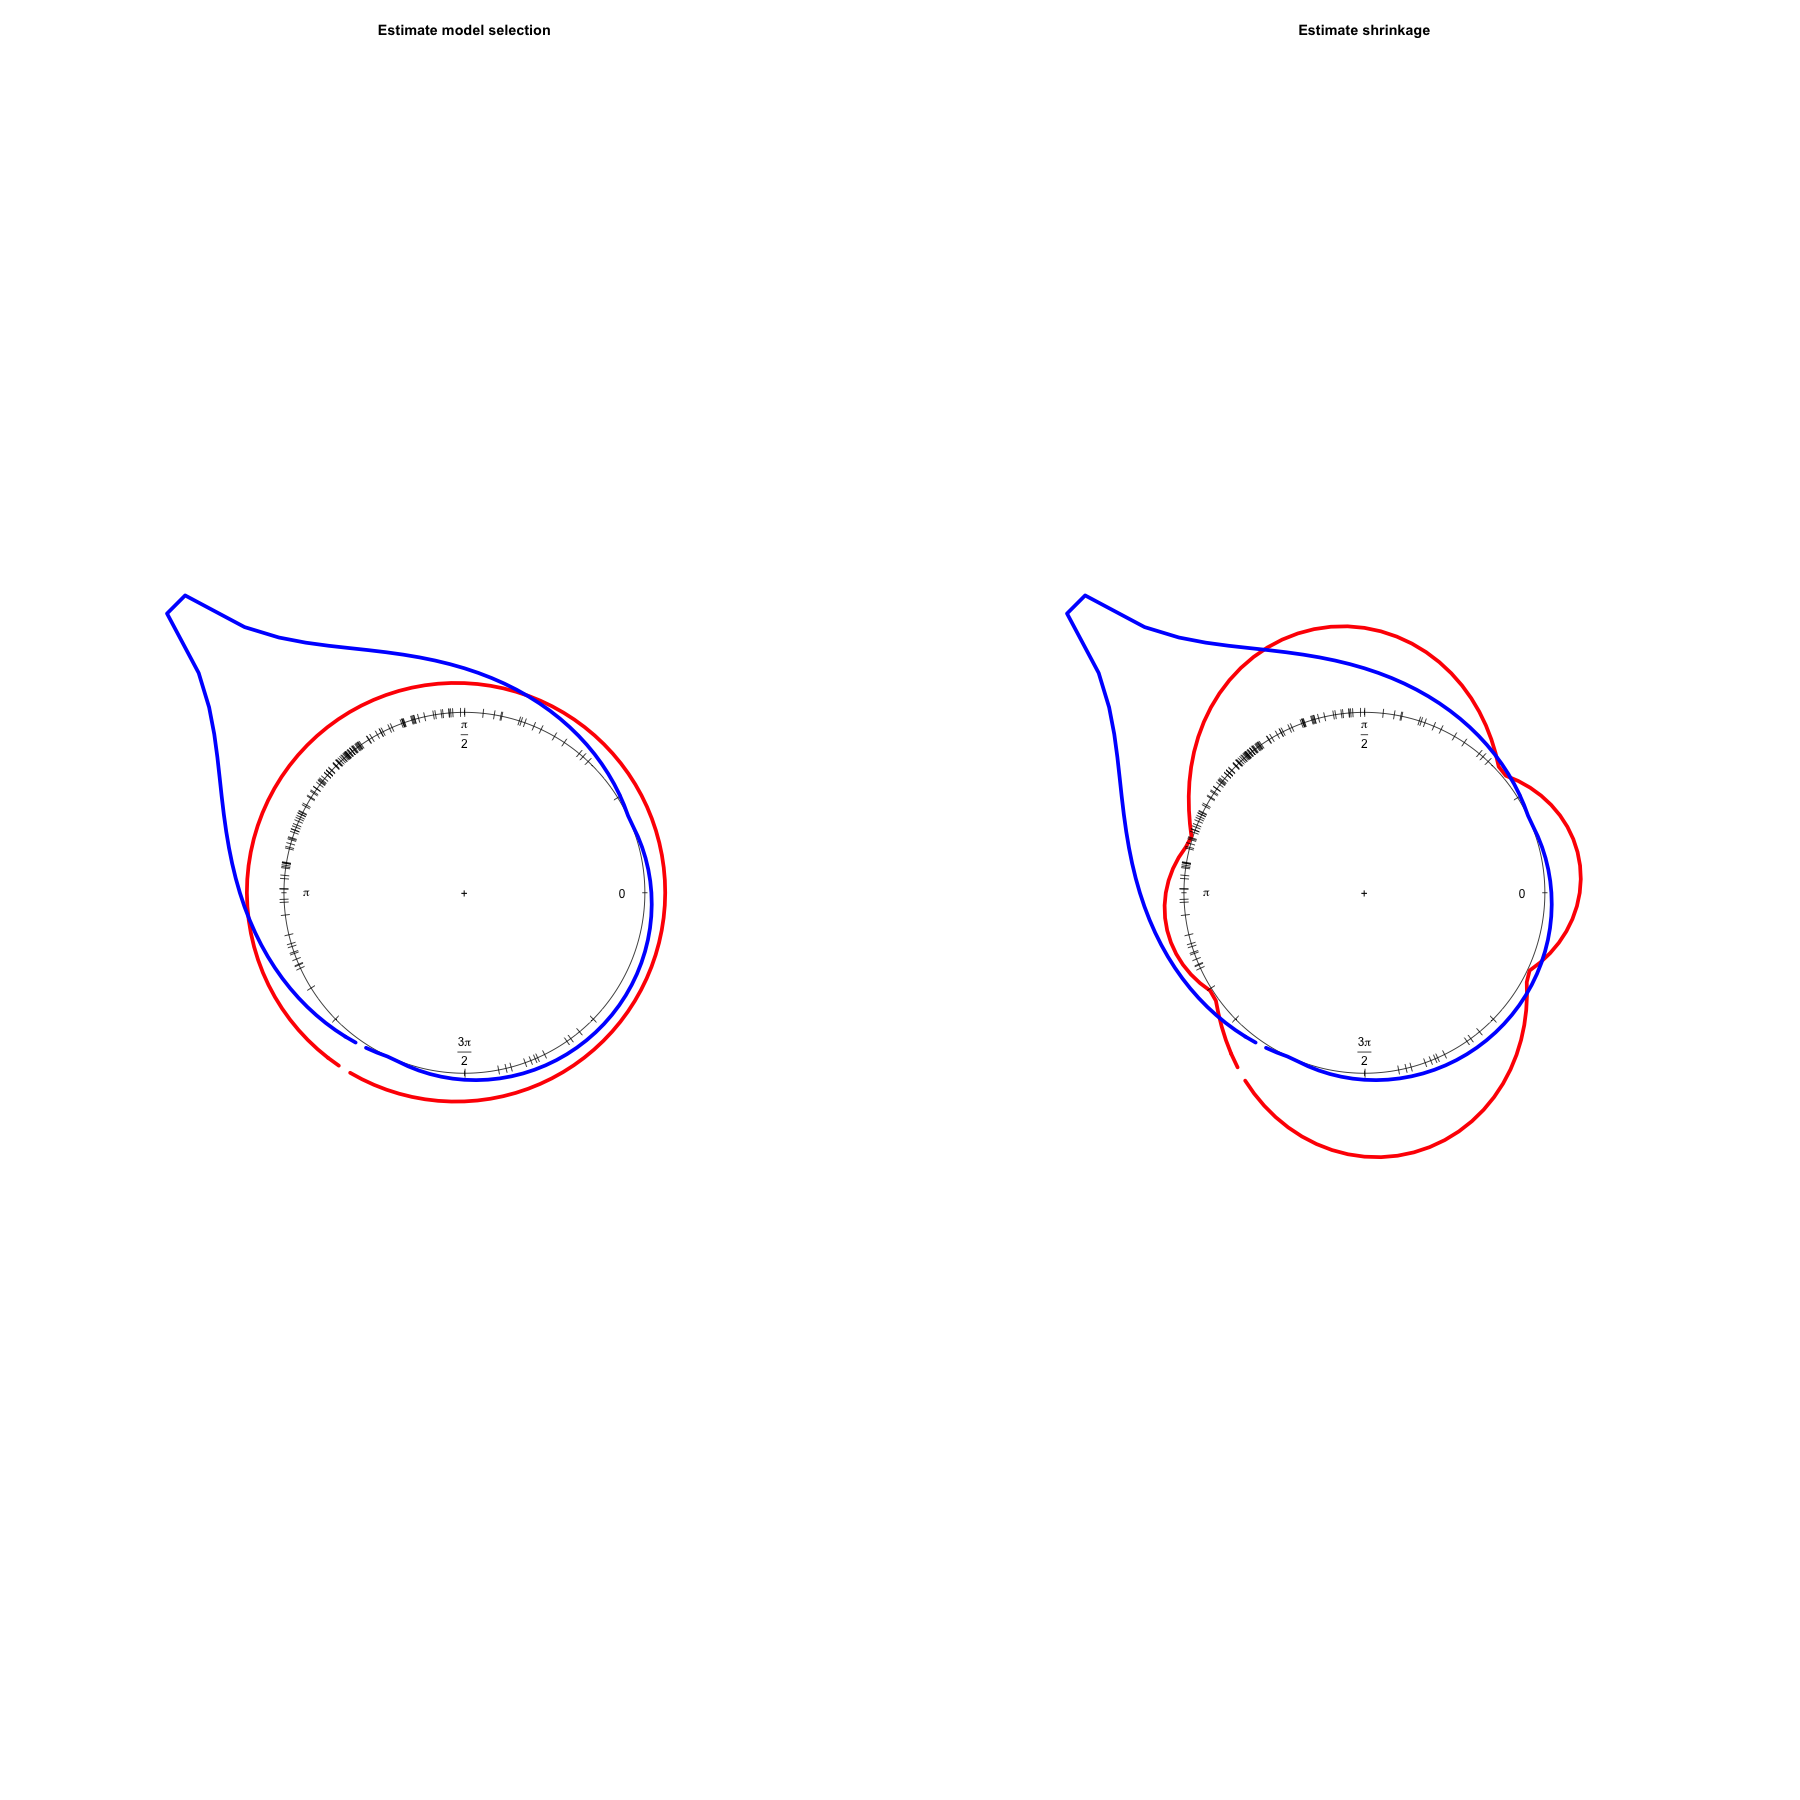 Estimate model selection
Estimate shrinkage
π
2
π
+
0
3π
2
π
2
π
+
0
3π
2